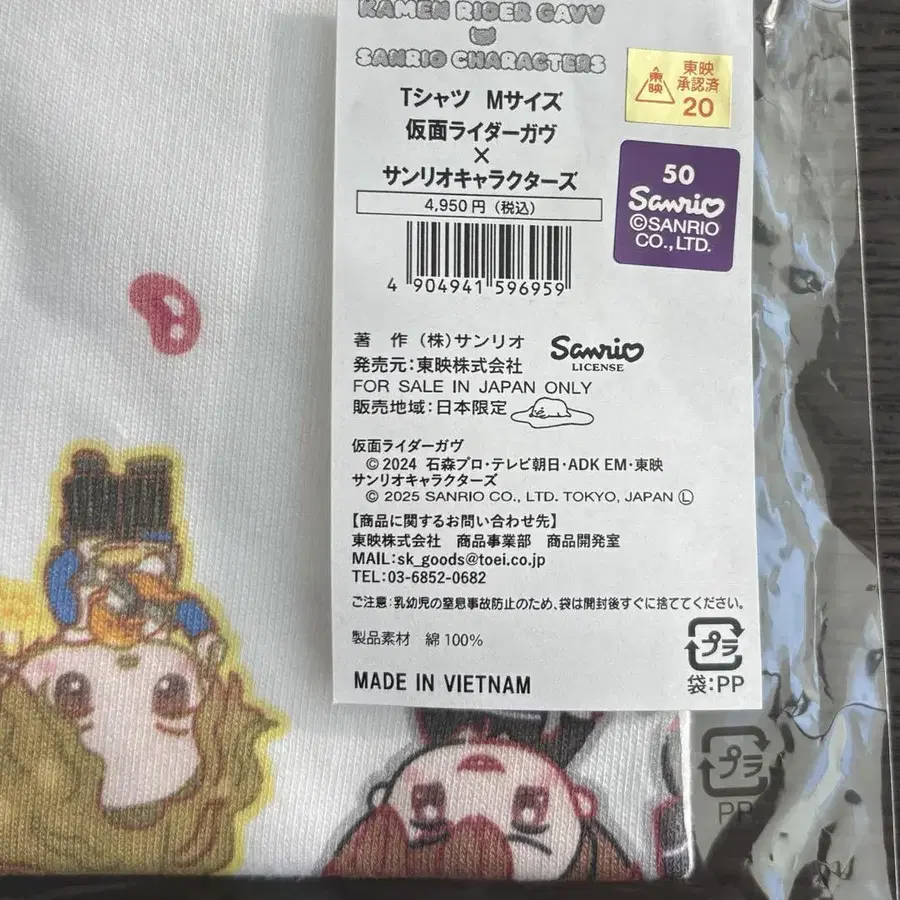 KAMEN RIDER GAVV
SANRIO CHARACTERS
Tシャツ Mサイズ
仮面ライダーガヴ
×
サンリオキャラクターズ
4,950円(税込)
4 904941 596959
東映
東映
承認済
20
50
Sanrio
©SANRIO
CO.,LTD.
著 作 (株)サンリオ
Sanrio
LICENSE
発売元:東映株式会社
FOR SALE IN JAPAN ONLY
販売地域:日本限定
仮面ライダーガヴ
©2024 石森プロ・テレビ朝日・ADK EM・東映
サンリオキャラクターズ
© 2025 SANRIO CO., LTD. TOKYO, JAPAN Ⓛ
【商品に関するお問い合わせ先】
東映株式会社 商品事業部 商品開発室
MAIL:sk_goods@toei.co.jp
TEL:03-6852-0682
ご注意:乳幼児の窒息事故防止のため、袋は開封後すぐに捨ててください。
製品素材 綿100%
プラ
袋:PP
MADE IN VIETNAM
プラ
PP